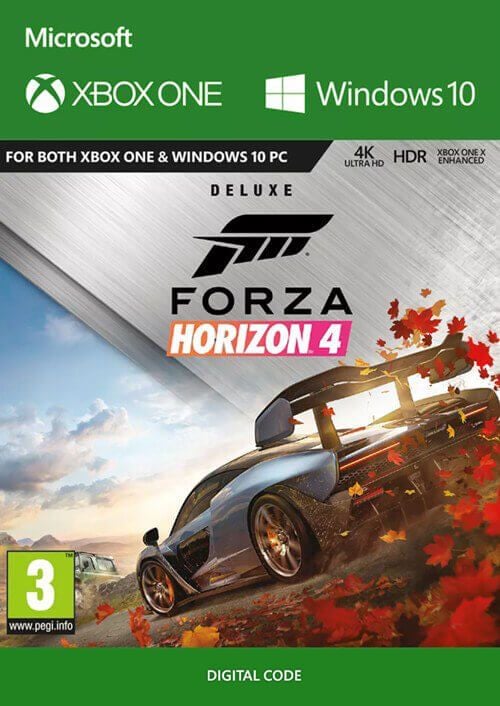 Microsoft
XBOX ONE
Windows 10
FOR BOTH XBOX ONE & WINDOWS 10 PC
4K
ULTRA HD
HDR
XBOX ONE X
ENHANCED
DELUXE
FORZA
HORIZON 4
3
www.pegi.info
DIGITAL CODE